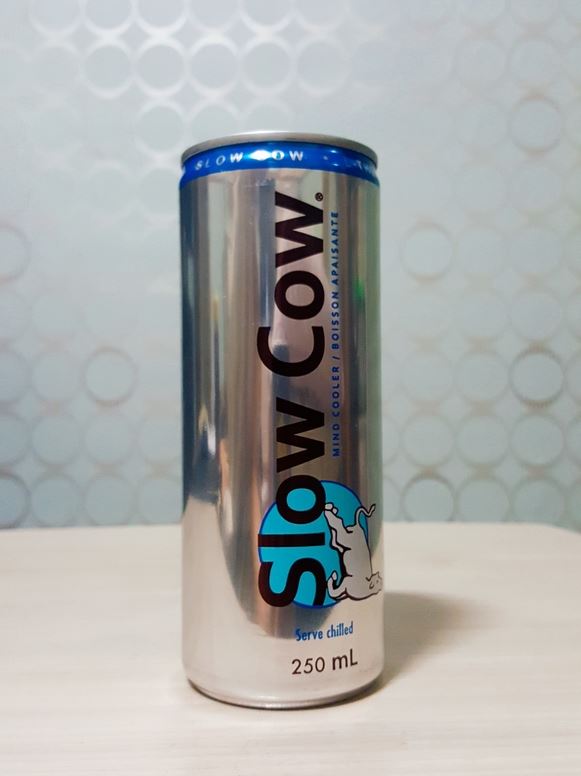 SLOW COW
Slow Cow®
MIND COOLER / BOISSON APAISANTE
Serve chilled
250 mL